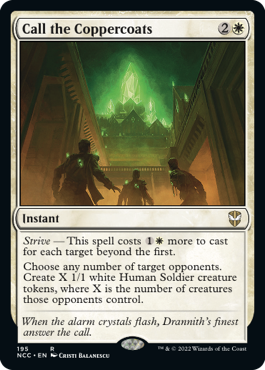 Call the Coppercoats 2
Instant
Strive — This spell costs 1 more to cast
for each target beyond the first.
Choose any number of target opponents.
Create X 1/1 white Human Soldier creature
tokens, where X is the number of creatures
those opponents control.
When the alarm crystals flash, Drannith's finest
answer the call.
195 R
NCC • EN Cristi Balanescu
™ & © 2022 Wizards of the Coast